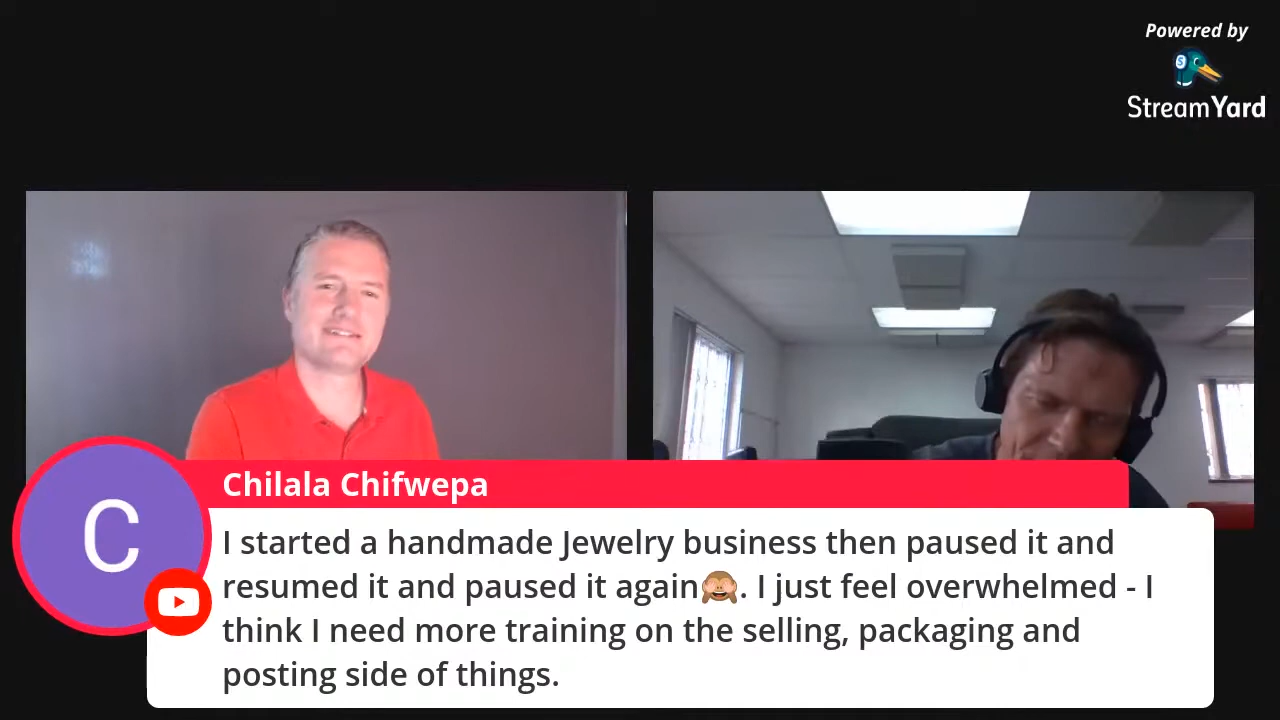 Powered by
StreamYard
Chilala Chifwepa
C
I started a handmade Jewelry business then paused it and
resumed it and paused it again🙈. I just feel overwhelmed - I
think I need more training on the selling, packaging and
posting side of things.